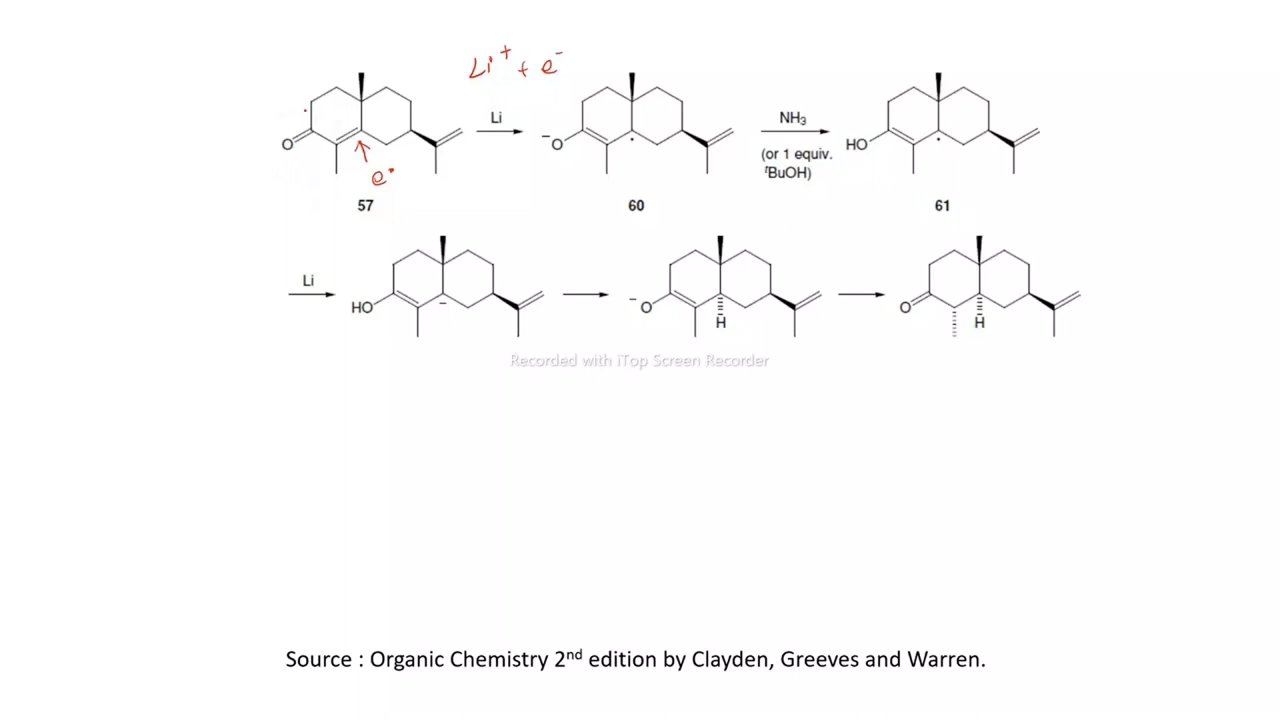 Li⁺ + e⁻
Li
NH₃
(or 1 equiv.
ᵗBuOH)
O
e•
− O
HO
57
60
61
Li
HO
−
− O
H
O
H
Recorded with iTop Screen Recorder
Source : Organic Chemistry 2ⁿᵈ edition by Clayden, Greeves and Warren.